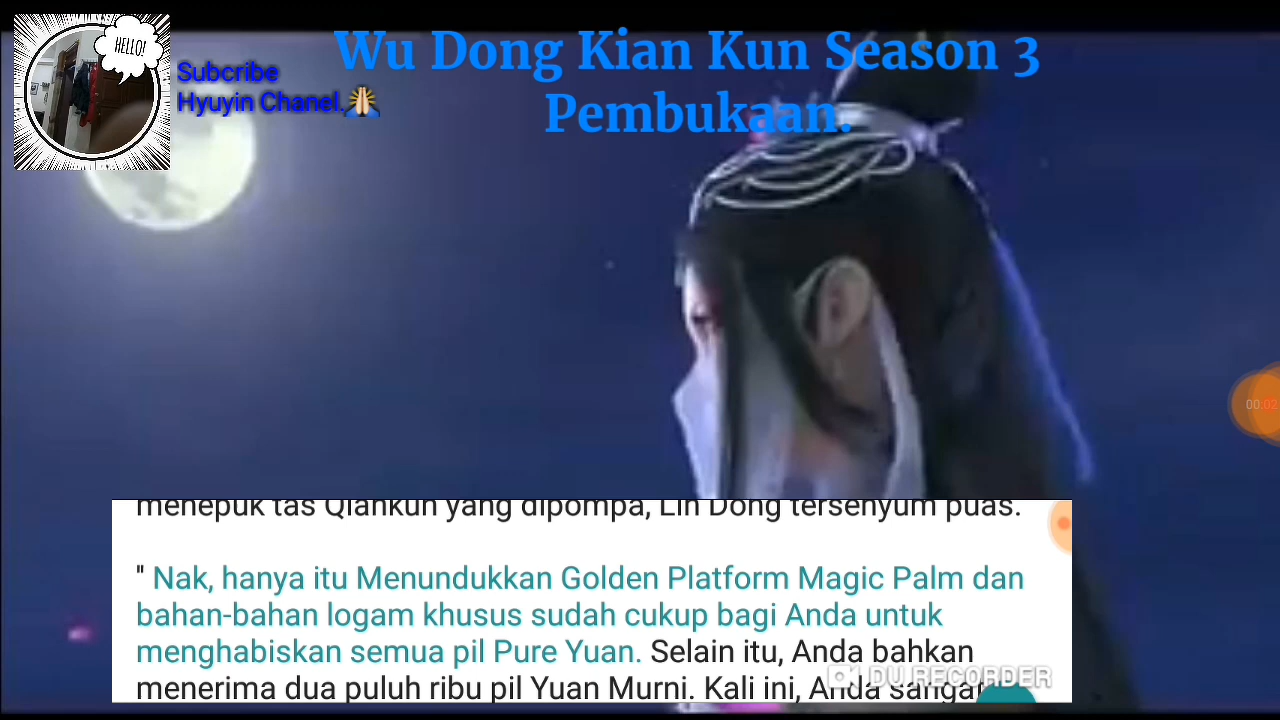 HELLO!
Subcribe
Hyuyin Chanel.🙏
Wu Dong Kian Kun Season 3
Pembukaan.
00:02
menepuk tas Qiankun yang dipompa, Lin Dong tersenyum puas.
" Nak, hanya itu Menundukkan Golden Platform Magic Palm dan
bahan-bahan logam khusus sudah cukup bagi Anda untuk
menghabiskan semua pil Pure Yuan. Selain itu, Anda bahkan
menerima dua puluh ribu pil Yuan Murni. Kali ini, Anda sangat
DU RECORDER